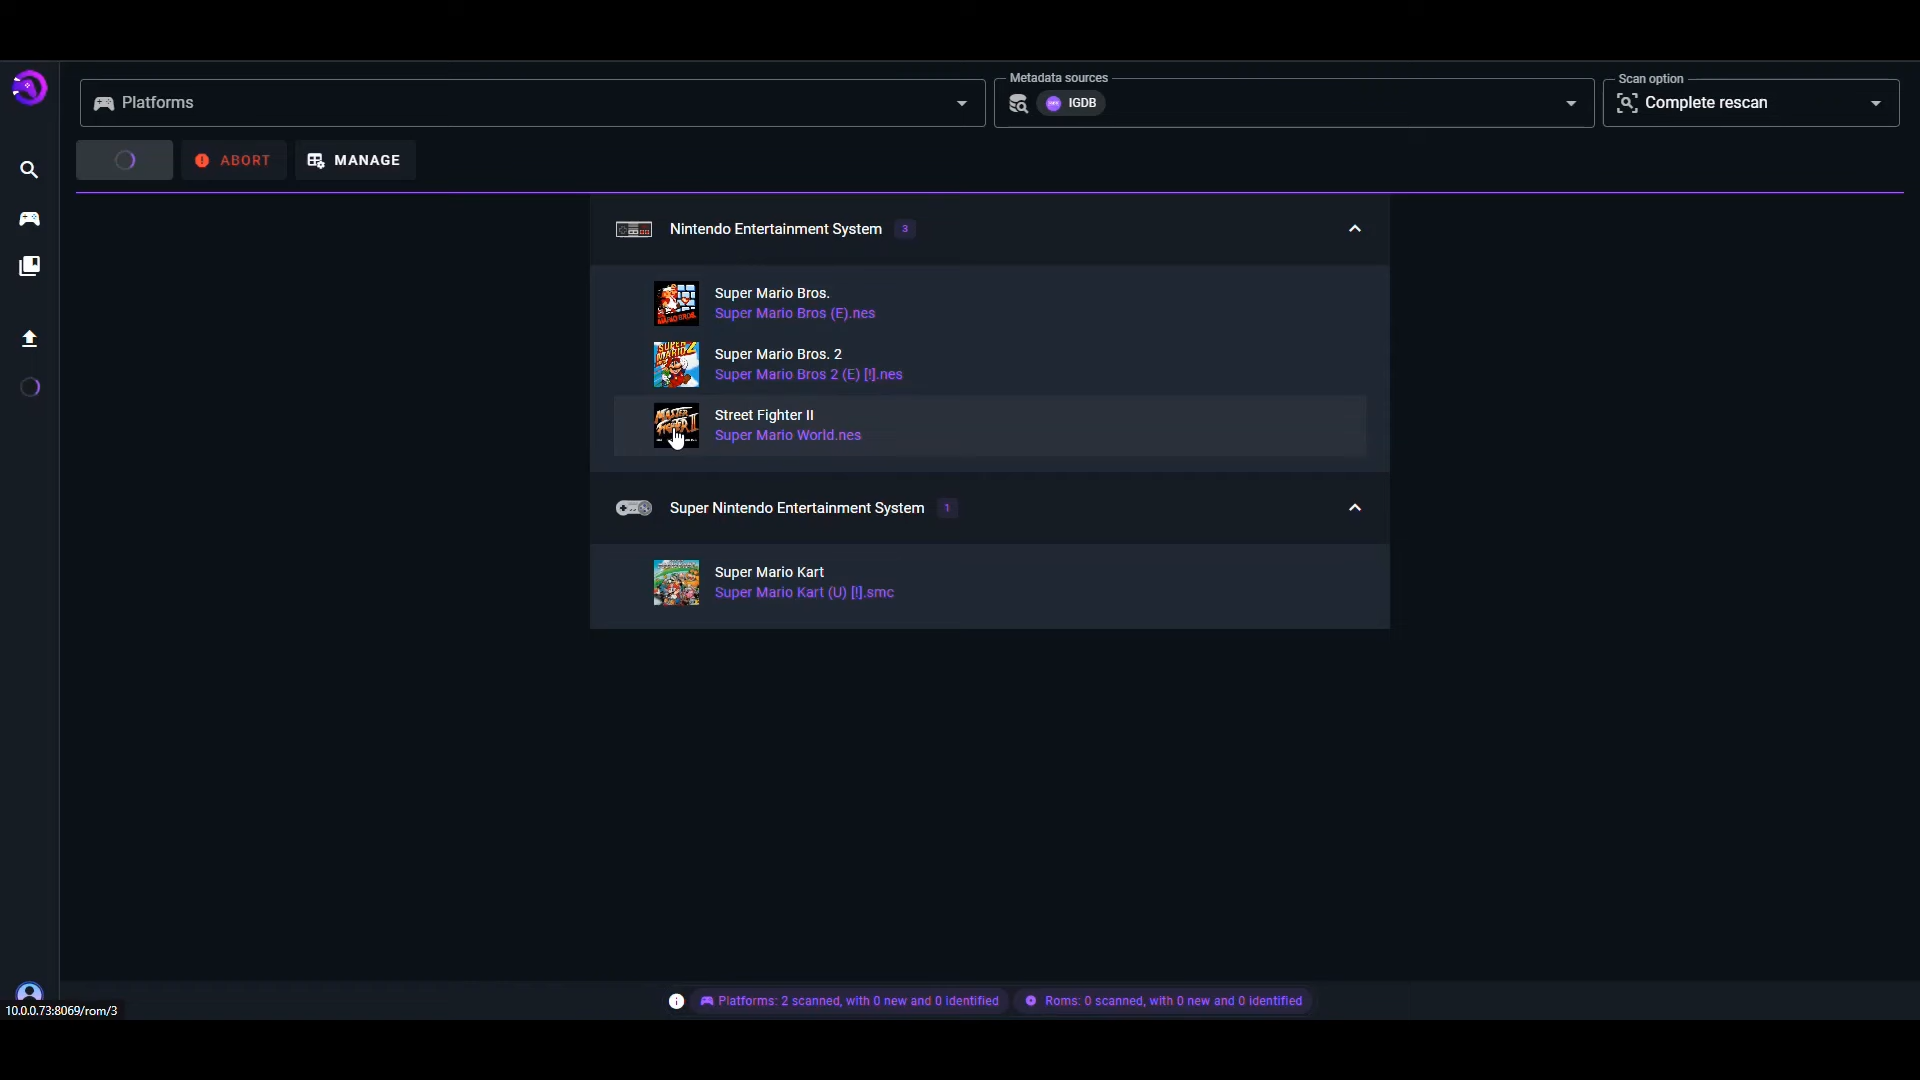 Metadata sources
Scan option
Platforms
IGDB
Complete rescan
ABORT
MANAGE
Nintendo Entertainment System 3
Super Mario Bros.
Super Mario Bros (E).nes
Super Mario Bros. 2
Super Mario Bros 2 (E) [!].nes
Street Fighter II
Super Mario World.nes
Super Nintendo Entertainment System 1
Super Mario Kart
Super Mario Kart (U) [!].smc
Platforms: 2 scanned, with 0 new and 0 identified
Roms: 0 scanned, with 0 new and 0 identified
10.0.0.73:8069/rom/3